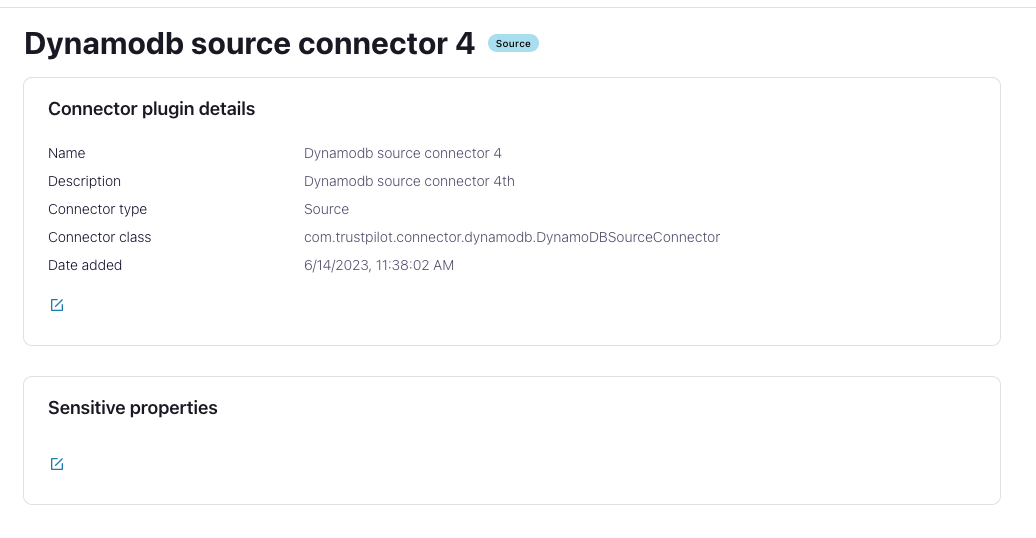 Dynamodb source connector 4 Source
Connector plugin details
Name Dynamodb source connector 4
Description Dynamodb source connector 4th
Connector type Source
Connector class com.trustpilot.connector.dynamodb.DynamoDBSourceConnector
Date added 6/14/2023, 11:38:02 AM
Sensitive properties